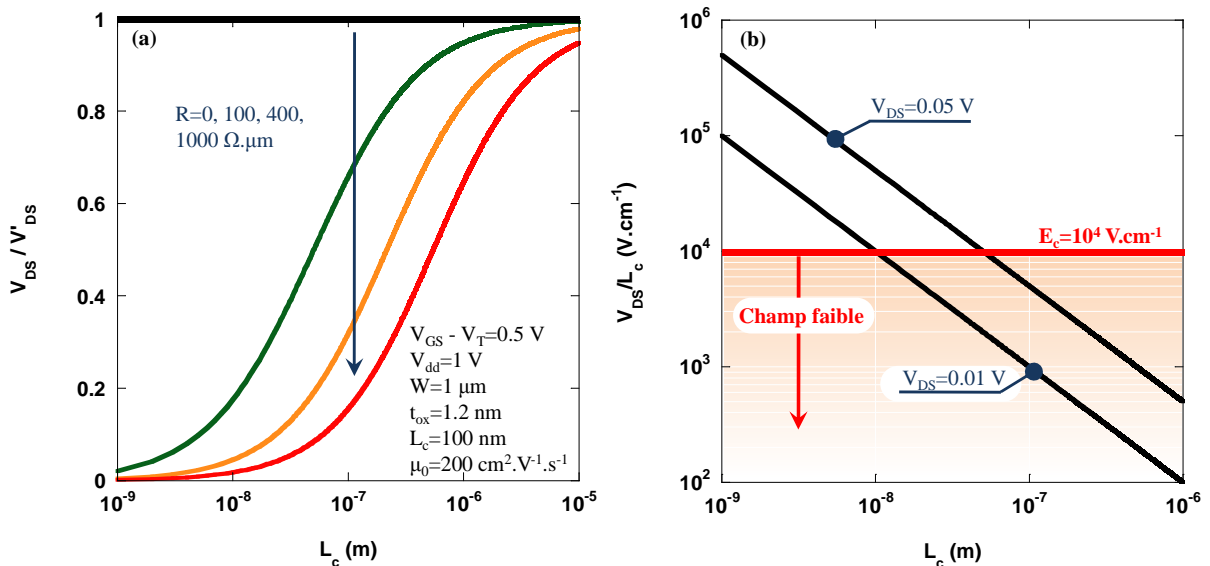 (a)
1
0.8
0.6
0.4
0.2
0
V_DS / V'_DS
R=0, 100, 400,
1000 Ω.µm
V_GS - V_T=0.5 V
V_dd=1 V
W=1 µm
t_ox=1.2 nm
L_c=100 nm
µ_0=200 cm².V⁻¹.s⁻¹
10⁻⁹ 10⁻⁸ 10⁻⁷ 10⁻⁶ 10⁻⁵
L_c (m)
(b)
10⁶
10⁵
10⁴
10³
10²
V_DS/L_c (V.cm⁻¹)
V_DS=0.05 V
E_c=10⁴ V.cm⁻¹
Champ faible
V_DS=0.01 V
10⁻⁹ 10⁻⁸ 10⁻⁷ 10⁻⁶
L_c (m)